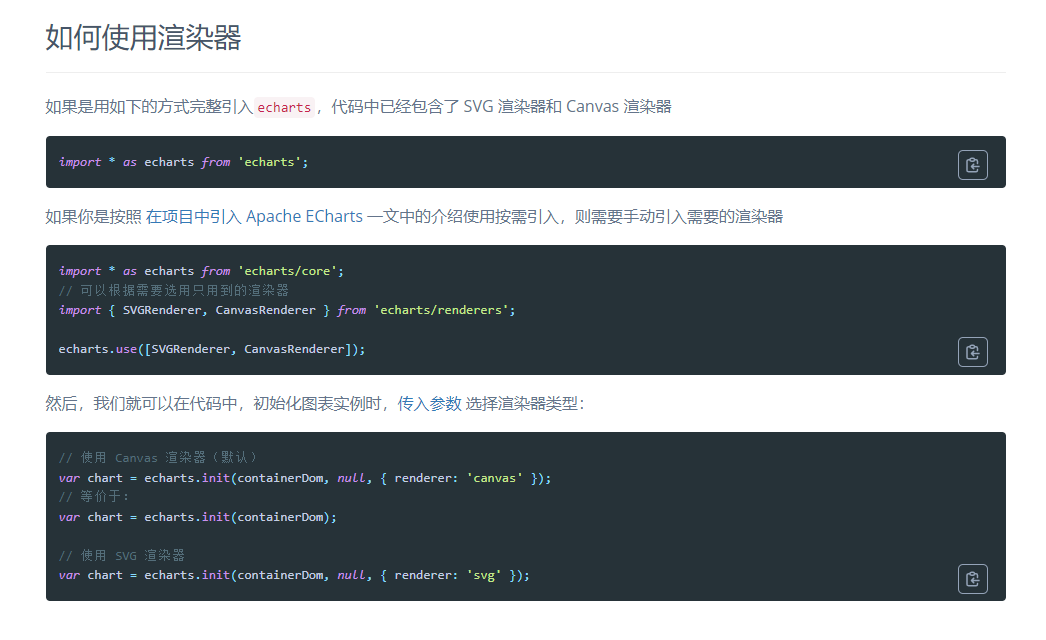 如何使用渲染器
如果是用如下的方式完整引入 echarts ，代码中已经包含了 SVG 渲染器和 Canvas 渲染器
import * as echarts from 'echarts';
如果你是按照 在项目中引入 Apache ECharts 一文中的介绍使用按需引入，则需要手动引入需要的渲染器
import * as echarts from 'echarts/core';
// 可以根据需要选用只用到的渲染器
import { SVGRenderer, CanvasRenderer } from 'echarts/renderers';
echarts.use([SVGRenderer, CanvasRenderer]);
然后，我们就可以在代码中，初始化图表实例时，传入参数 选择渲染器类型：
// 使用 Canvas 渲染器（默认）
var chart = echarts.init(containerDom, null, { renderer: 'canvas' });
// 等价于：
var chart = echarts.init(containerDom);
// 使用 SVG 渲染器
var chart = echarts.init(containerDom, null, { renderer: 'svg' });